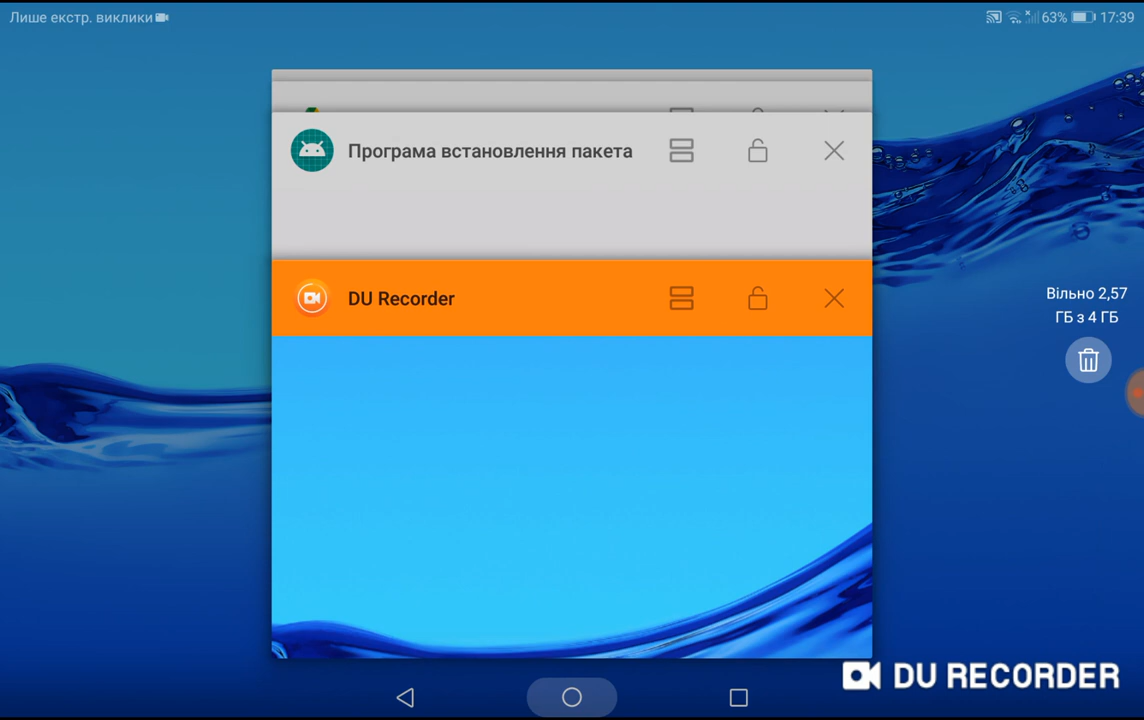 Лише екстр. виклики
63% 17:39
Програма встановлення пакета
DU Recorder
Вільно 2,57
ГБ з 4 ГБ
DU RECORDER